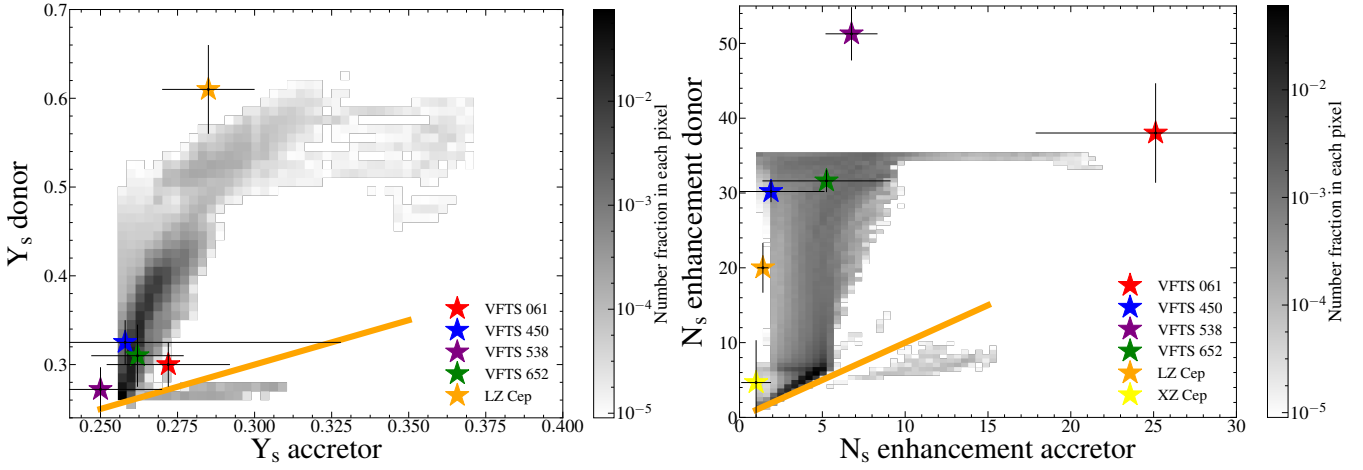 0.7
0.6
0.5
0.4
0.3
0.250 0.275 0.300 0.325 0.350 0.375 0.400
Y_s donor
Y_s accretor
VFTS 061
VFTS 450
VFTS 538
VFTS 652
LZ Cep
10^{-2}
10^{-3}
10^{-4}
10^{-5}
Number fraction in each pixel
50
40
30
20
10
0
0 5 10 15 20 25 30
N_s enhancement donor
N_s enhancement accretor
VFTS 061
VFTS 450
VFTS 538
VFTS 652
LZ Cep
XZ Cep
10^{-2}
10^{-3}
10^{-4}
10^{-5}
Number fraction in each pixel